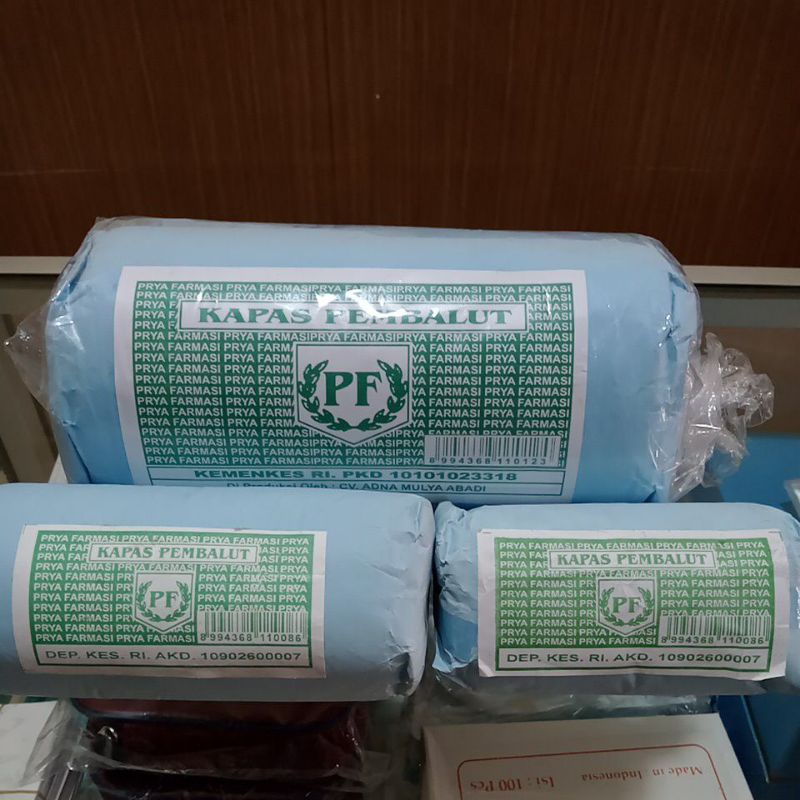 PRYA FARMASIPRYA FARMASIPRYA FARMASI
KAPAS PEMBALUT
PF
8 994368 110123
KEMENKES RI. PKD 10101023318
Di Produksi Oleh : CV. ADNA MULYA ABADI
PRYA FARMASI PRYA FARMASI PRYA
KAPAS PEMBALUT
PF
8 994368 110086
DEP. KES. RI. AKD. 10902600007
PRYA FARMASI PRYA FARMASI PRYA
KAPAS PEMBALUT
PF
8 994368 110086
DEP. KES. RI. AKD. 10902600007
Made in : Indonesia
Isi : 100 Pcs